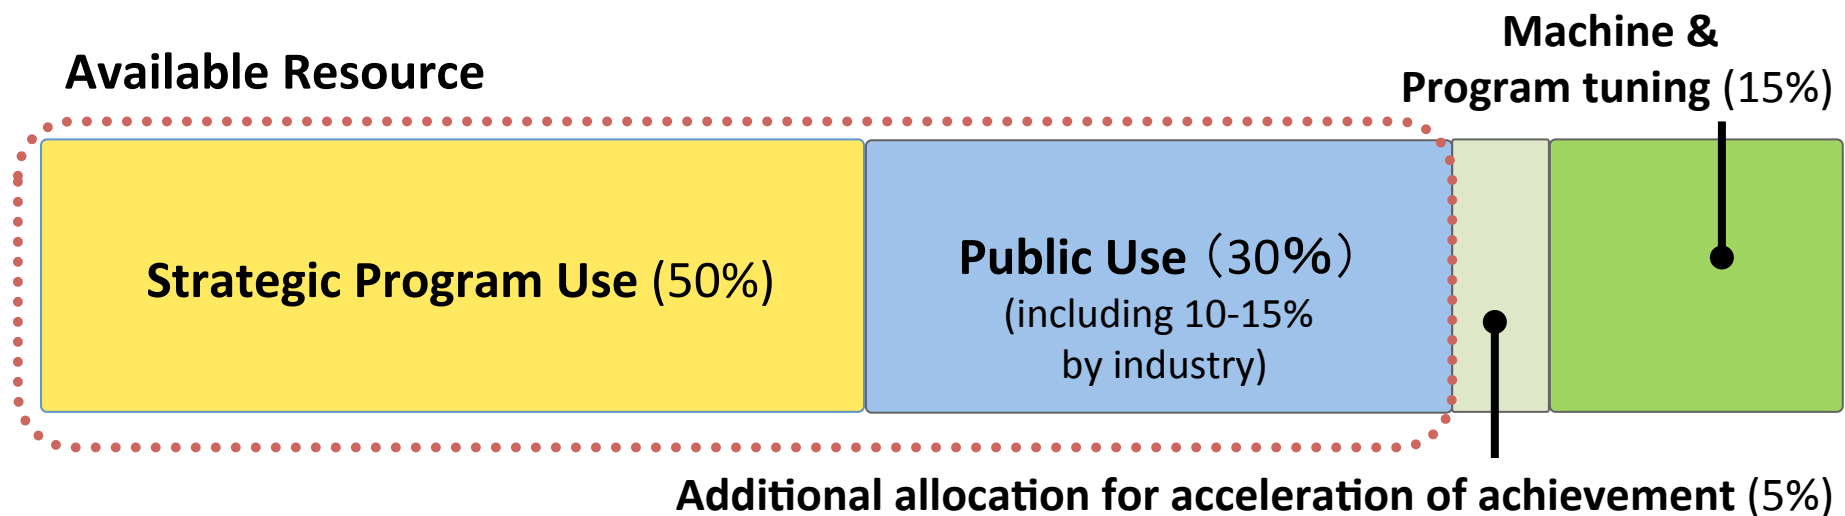 Available Resource
Machine &
Program tuning (15%)
Strategic Program Use (50%)
Public Use（30%）
(including 10-15%
by industry)
Additional allocation for acceleration of achievement (5%)